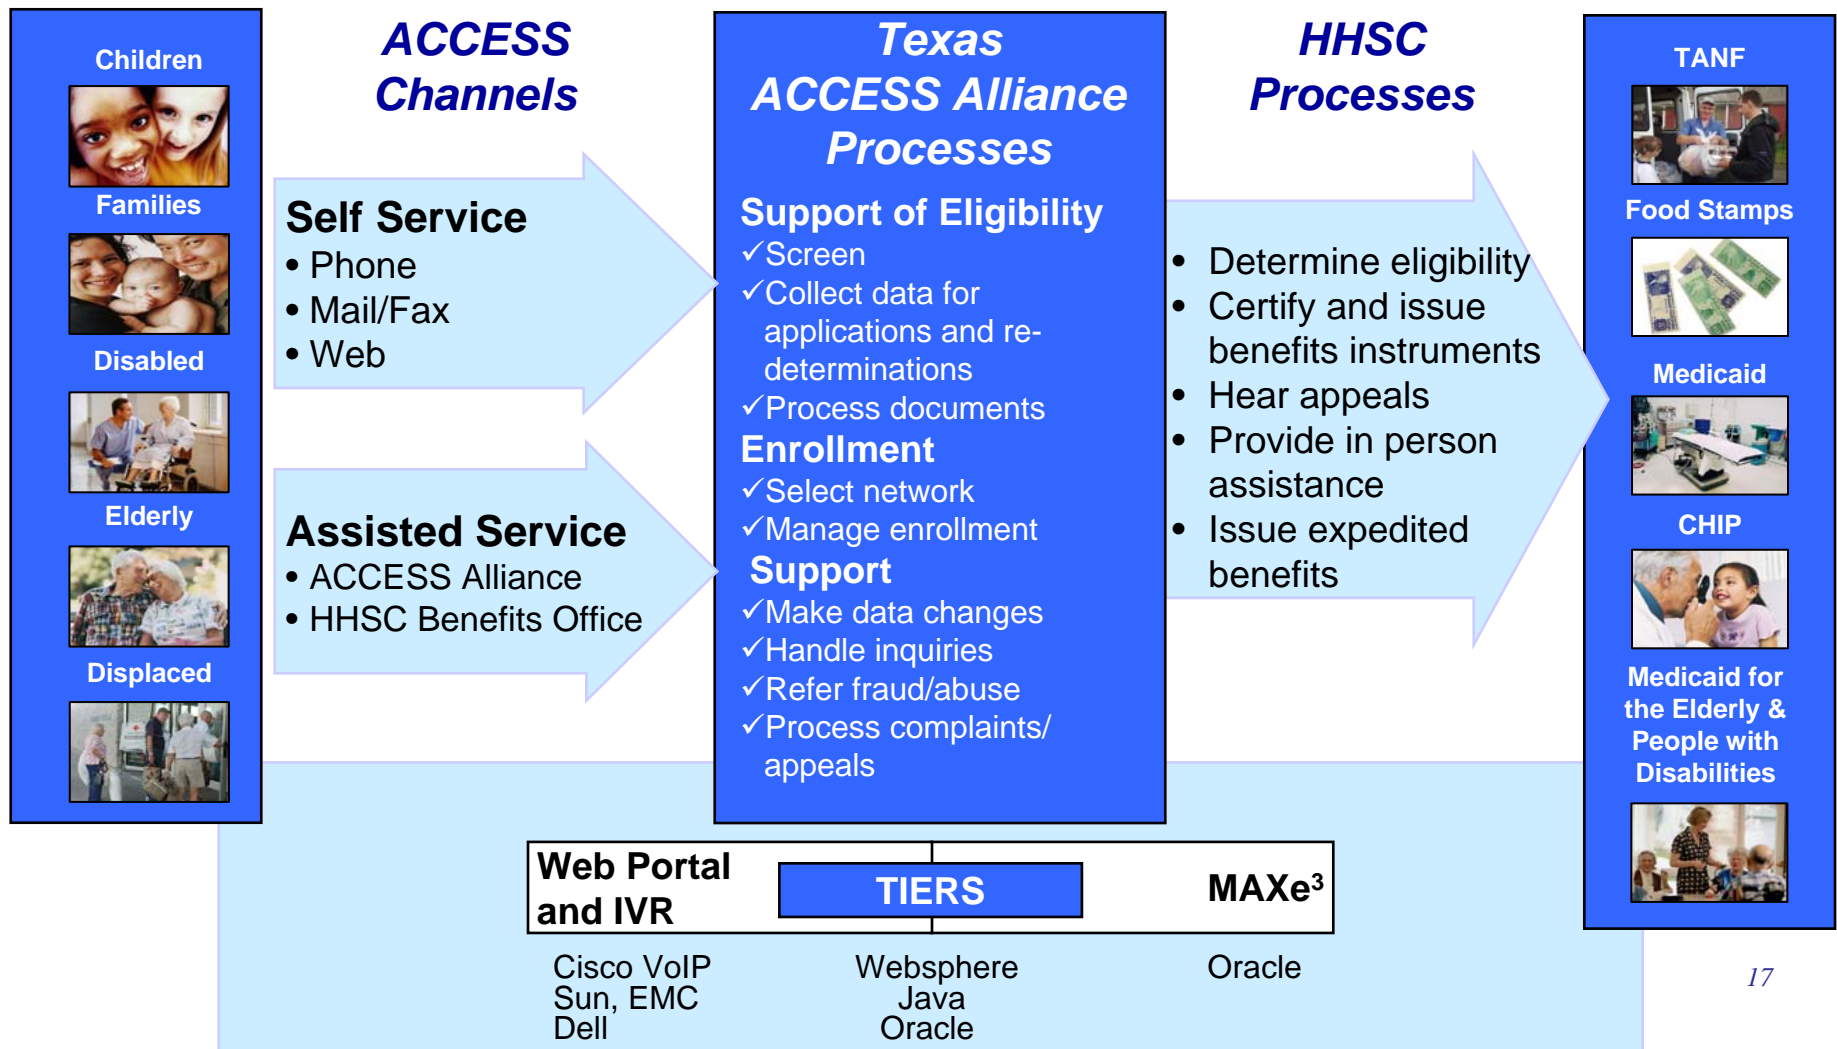 Children
Families
Disabled
Elderly
Displaced
ACCESS
Channels
Self Service
• Phone
• Mail/Fax
• Web
Assisted Service
• ACCESS Alliance
• HHSC Benefits Office
Texas
ACCESS Alliance
Processes
Support of Eligibility
✓Screen
✓Collect data for
applications and re-
determinations
✓Process documents
Enrollment
✓Select network
✓Manage enrollment
Support
✓Make data changes
✓Handle inquiries
✓Refer fraud/abuse
✓Process complaints/
appeals
HHSC
Processes
• Determine eligibility
• Certify and issue
benefits instruments
• Hear appeals
• Provide in person
assistance
• Issue expedited
benefits
TANF
Food Stamps
Medicaid
CHIP
Medicaid for
the Elderly &
People with
Disabilities
Web Portal
and IVR
TIERS
MAXe³
Cisco VoIP
Sun, EMC
Dell
Websphere
Java
Oracle
Oracle
17